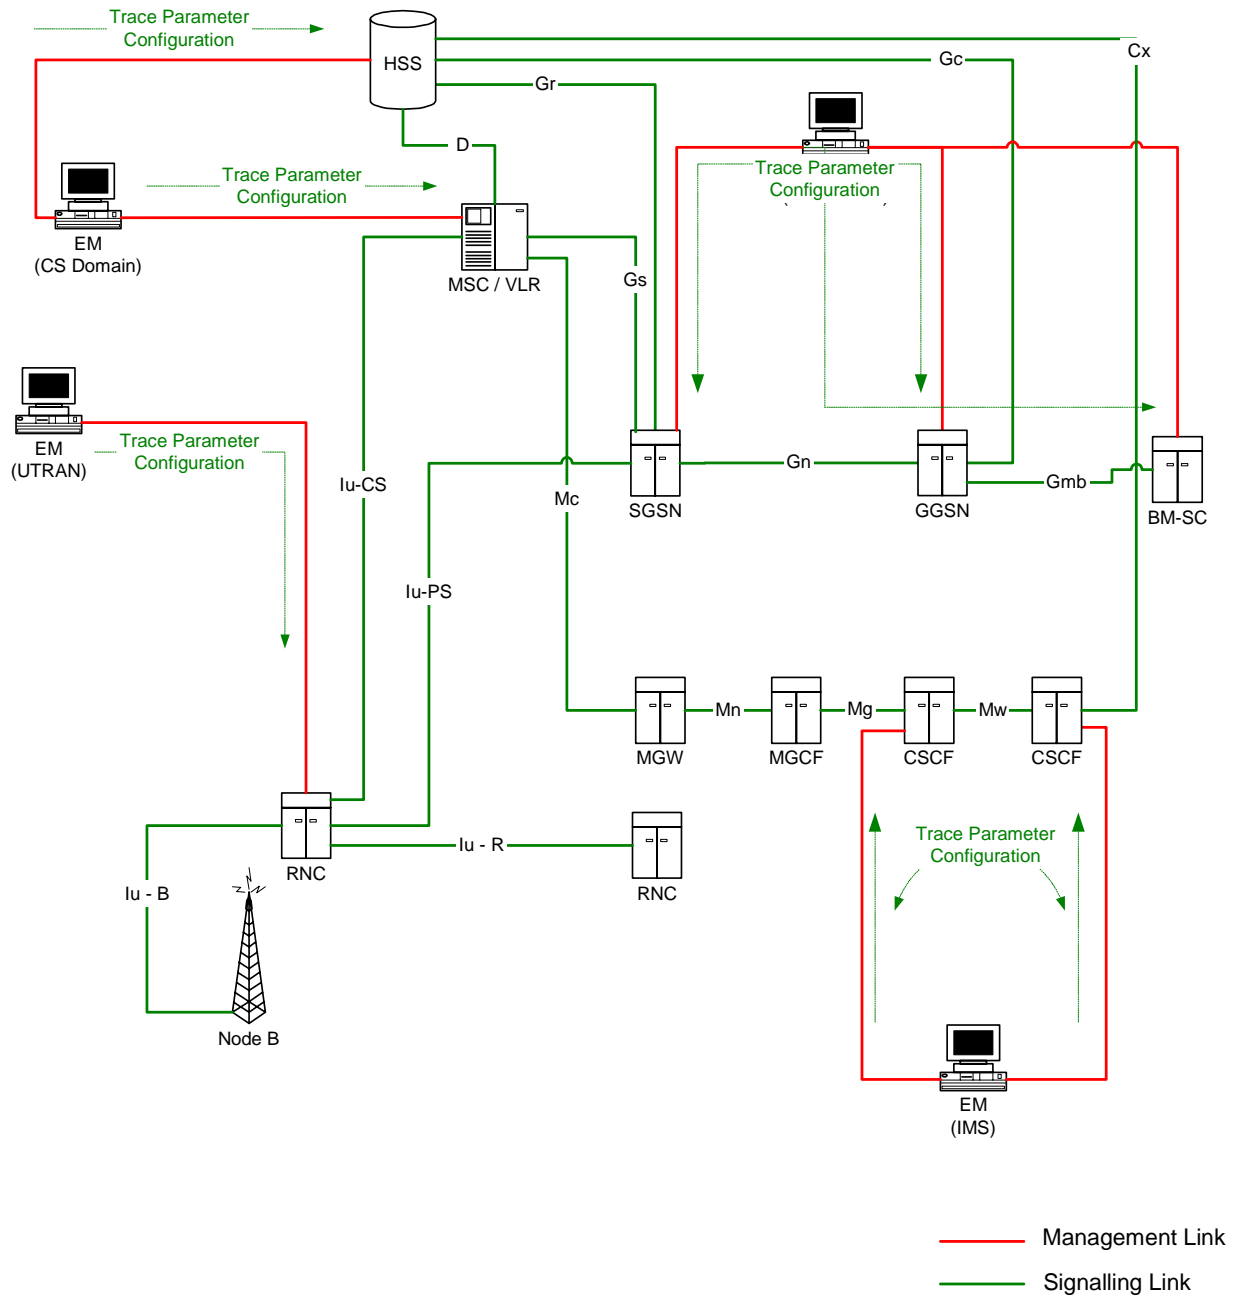 Trace Parameter
Configuration
HSS
Cx
Gc
Gr
D
Trace Parameter
Configuration
Trace Parameter
Configuration
EM
(CS Domain)
MSC / VLR
Gs
EM
(UTRAN)
Trace Parameter
Configuration
Iu-CS
Mc
SGSN
Gn
GGSN
Gmb
BM-SC
Iu-PS
MGW
Mn
MGCF
Mg
CSCF
Mw
CSCF
RNC
Iu - R
RNC
Trace Parameter
Configuration
Iu - B
Node B
EM
(IMS)
Management Link
Signalling Link